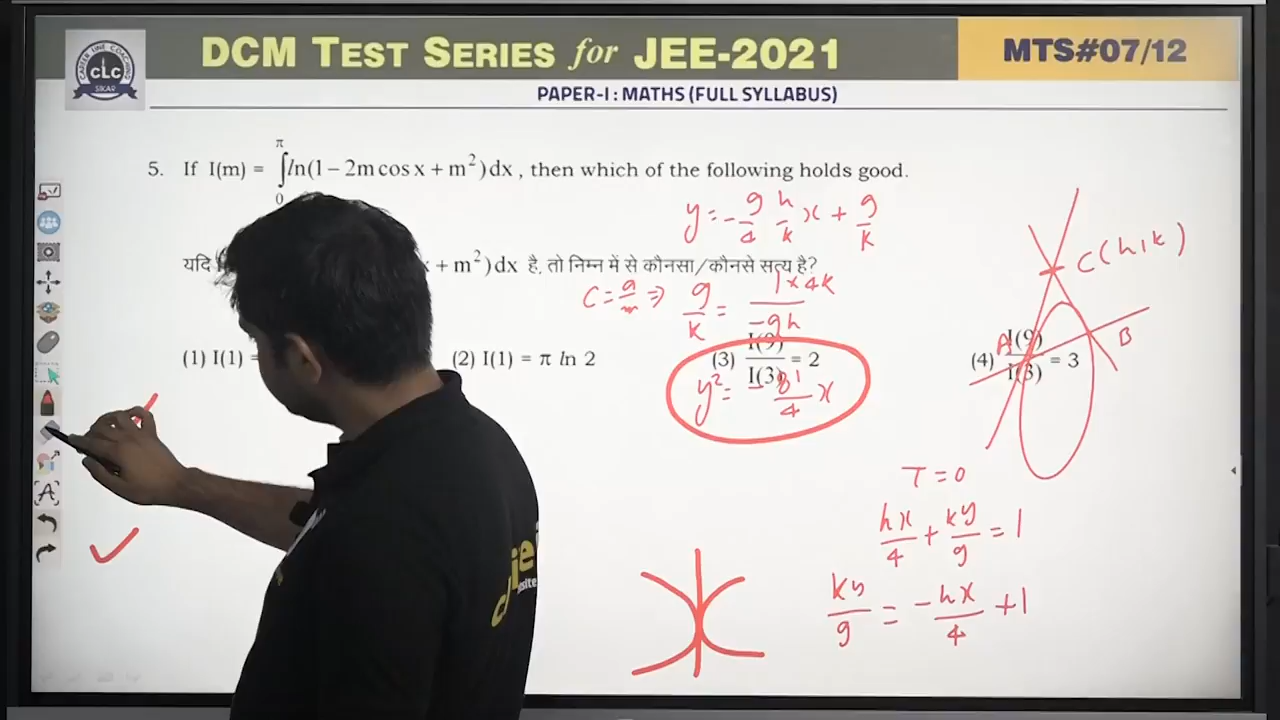 CAREER LINE COACHING
CLC
SIKAR
DCM TEST SERIES for JEE-2021
MTS#07/12
PAPER-I : MATHS (FULL SYLLABUS)
5. If I(m) = ∫₀^π ln(1 – 2m cos x + m²) dx , then which of the following holds good.
y = -9/4 h/k x + 9/k
C(h,k)
यदि + m²) dx है, तो निम्न में से कौनसा/कौनसे सत्य है?
C = a/m ⇒ 9/k = 1×4k/-9h
(1) I(1) = (2) I(1) = π ln 2 (3) I(9)/I(3) = 2 (4) I(9)/I(3) = 3
A B
y² = -81/4 x
T = 0
hx/4 + ky/9 = 1
ky/9 = -hx/4 + 1